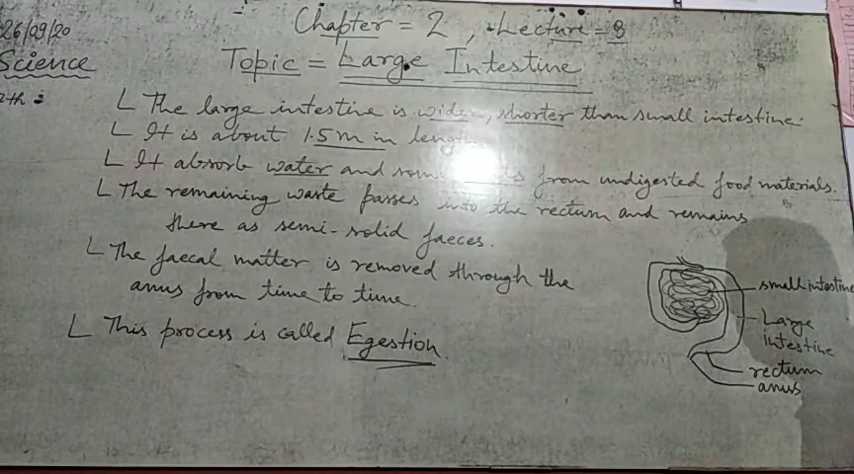 26/09/20
Chapter = 2, Lecture = 8
Science
Topic = Large Intestine
7th :
The large intestine is wider, shorter than small intestine.
It is about 1.5m in length
It absorb water and some from undigested food materials.
The remaining waste passes into the rectum and remains
there as semi-solid faeces.
The faecal matter is removed through the
anus from time to time.
This process is called Egestion.
small intestine
Large
intestine
rectum
anus